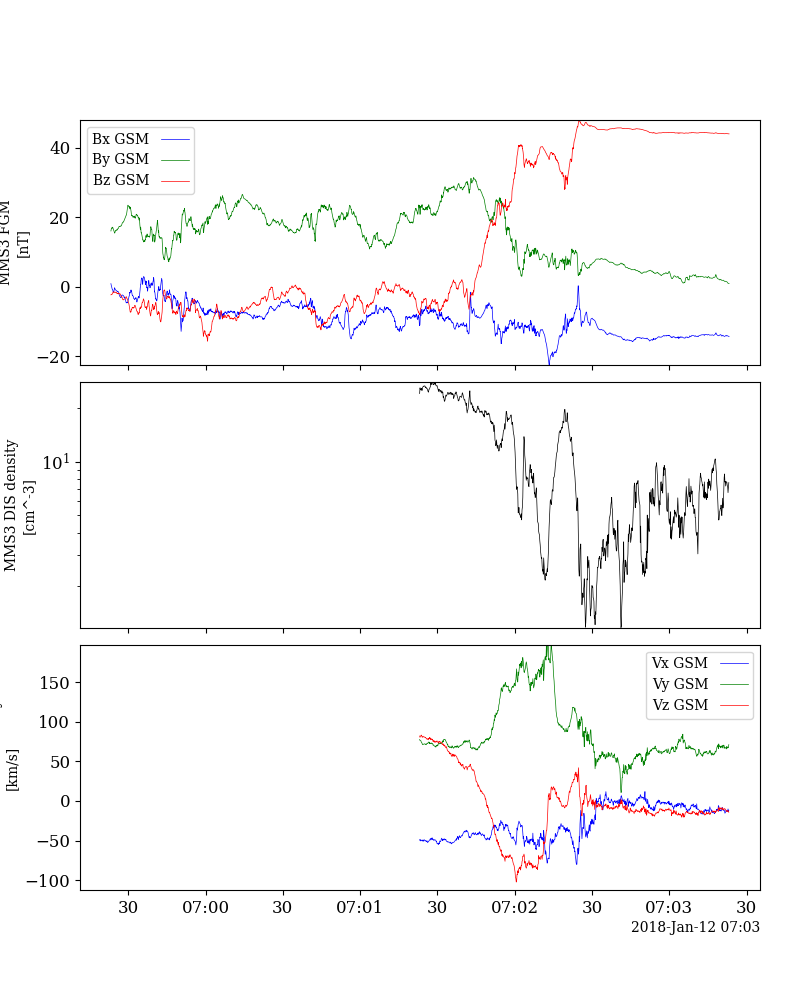 40
20
0
−20
MMS3 FGM
[nT]
Bx GSM
By GSM
Bz GSM
10^1
MMS3 DIS density
[cm^-3]
150
100
50
0
−50
−100
[km/s]
Vx GSM
Vy GSM
Vz GSM
30 07:00 30 07:01 30 07:02 30 07:03 30
2018-Jan-12 07:03